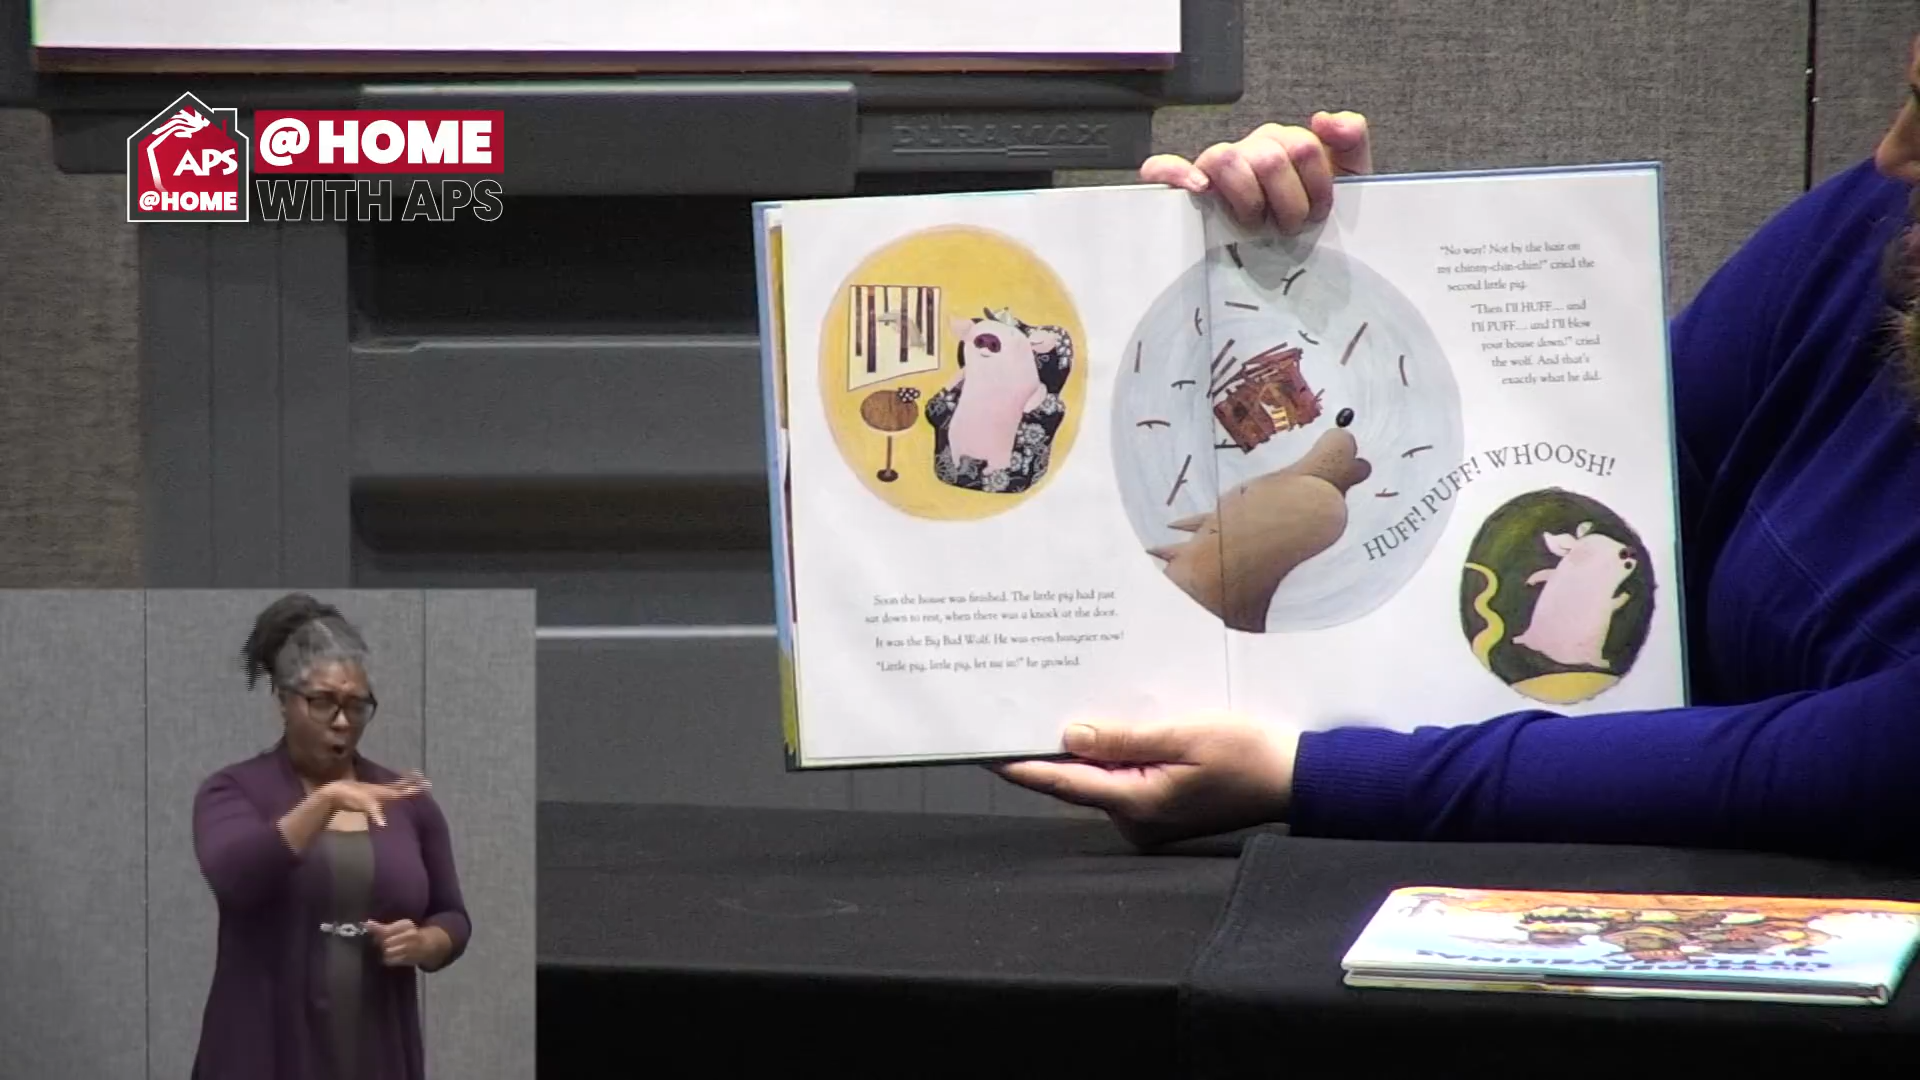 APS
@HOME
@HOME
WITH APS
DURAMAX
"No way! Not by the hair on
my chinny-chin-chin!" cried the
second little pig.
"Then I'll HUFF... and
I'll PUFF... and I'll blow
your house down!" cried
the wolf. And that's
exactly what he did.
HUFF! PUFF! WHOOSH!
Soon the house was finished. The little pig had just
sat down to rest, when there was a knock at the door.
It was the Big Bad Wolf. He was even hungrier now!
"Little pig, little pig, let me in!" he growled.